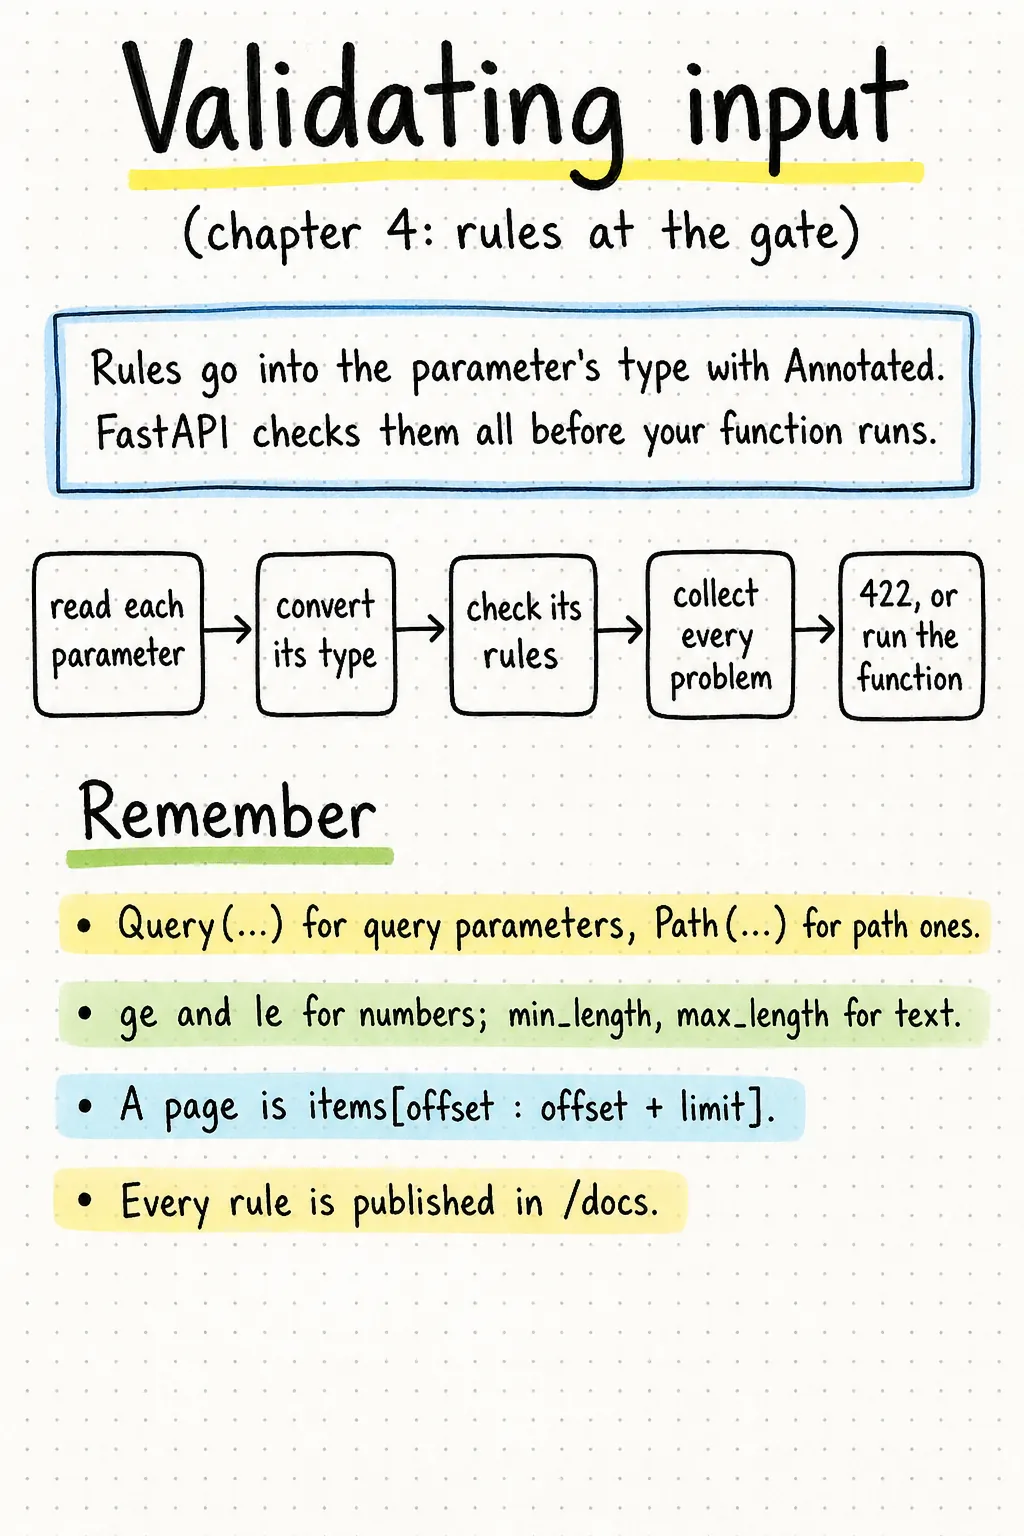 Validating input
(chapter 4: rules at the gate)
Rules go into the parameter's type with Annotated.
FastAPI checks them all before your function runs.
read each
parameter
convert
its type
check its
rules
collect
every
problem
422, or
run the
function
Remember
• Query(...) for query parameters, Path(...) for path ones.
• ge and le for numbers; min_length, max_length for text.
• A page is items[offset : offset + limit].
• Every rule is published in /docs.